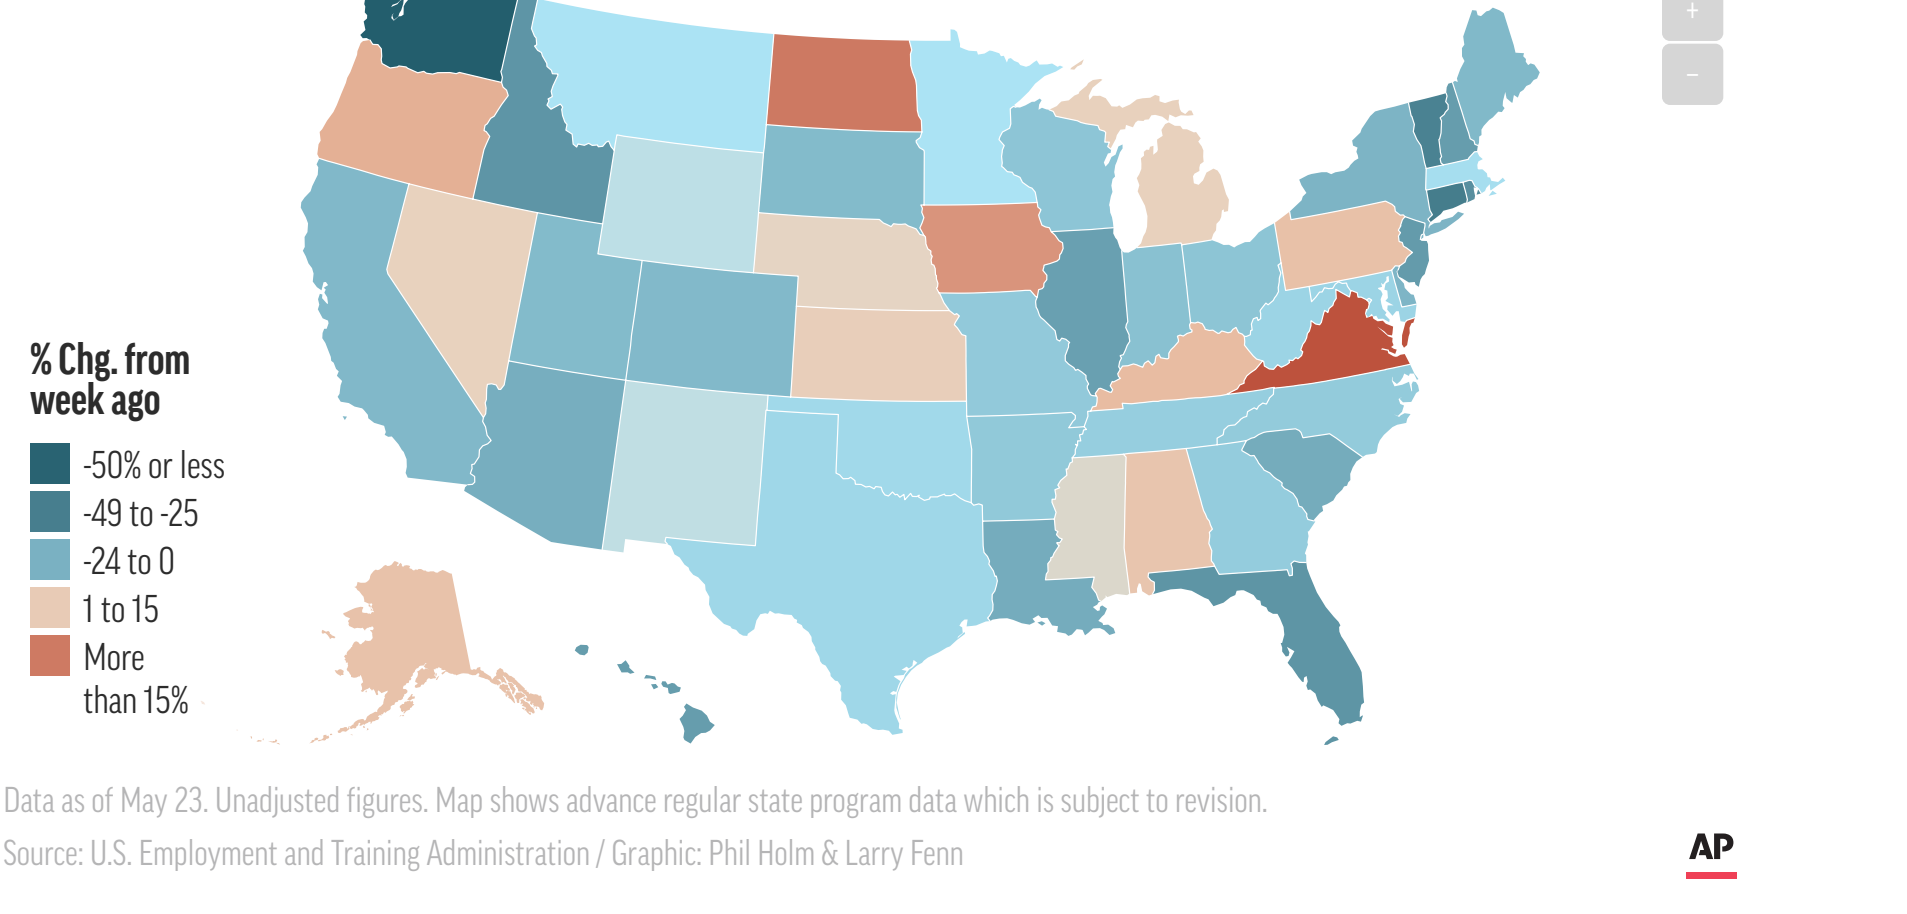 +
−
% Chg. from
week ago
-50% or less
-49 to -25
-24 to 0
1 to 15
More
than 15%
Data as of May 23. Unadjusted figures. Map shows advance regular state program data which is subject to revision.
Source: U.S. Employment and Training Administration / Graphic: Phil Holm & Larry Fenn
AP